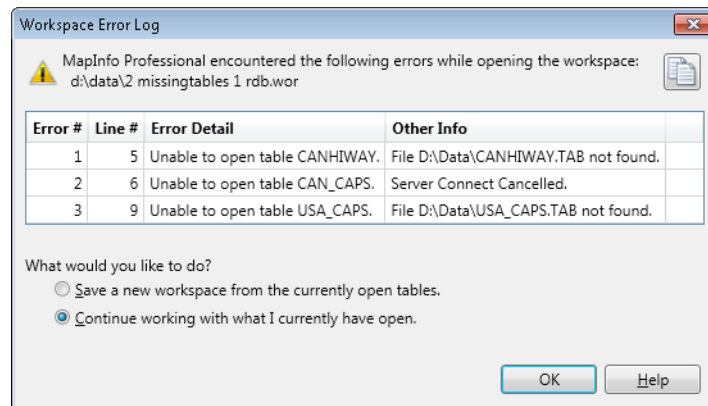 Workspace Error Log
MapInfo Professional encountered the following errors while opening the workspace:
d:\data\2 missingtables 1 rdb.wor
Error # Line # Error Detail Other Info
1 5 Unable to open table CANHIWAY. File D:\Data\CANHIWAY.TAB not found.
2 6 Unable to open table CAN_CAPS. Server Connect Cancelled.
3 9 Unable to open table USA_CAPS. File D:\Data\USA_CAPS.TAB not found.
What would you like to do?
Save a new workspace from the currently open tables.
Continue working with what I currently have open.
OK Help